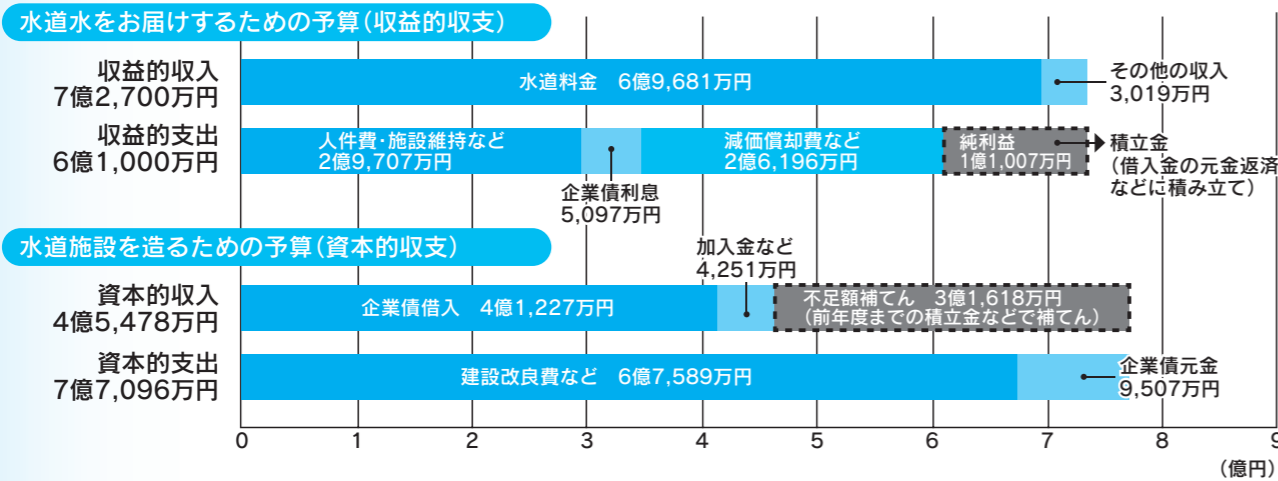 水道水をお届けするための予算(収益的収支)
収益的収入
7億2,700万円
水道料金 6億9,681万円
その他の収入
3,019万円
収益的支出
6億1,000万円
人件費・施設維持など
2億9,707万円
企業債利息
5,097万円
減価償却費など
2億6,196万円
純利益
1億1,007万円
積立金
(借入金の元金返済
などに積み立て)
水道施設を造るための予算(資本的収支)
資本的収入
4億5,478万円
企業債借入 4億1,227万円
加入金など
4,251万円
不足額補てん 3億1,618万円
(前年度までの積立金などで補てん)
資本的支出
7億7,096万円
建設改良費など 6億7,589万円
企業債元金
9,507万円
0 1 2 3 4 5 6 7 8 9
(億円)